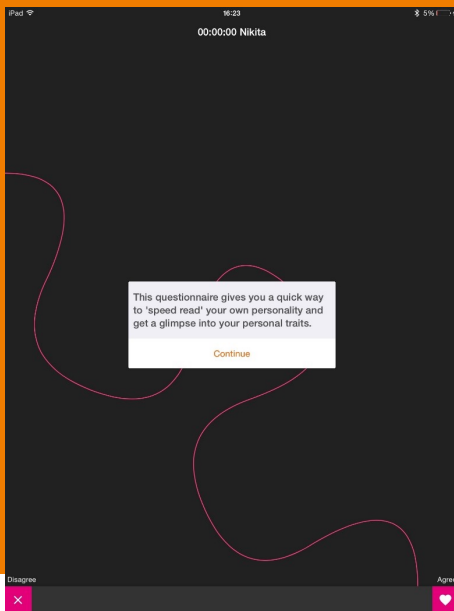 iPad 16:23 5%
00:00:00 Nikita
This questionnaire gives you a quick way
to 'speed read' your own personality and
get a glimpse into your personal traits.
Continue
Disagree Agree